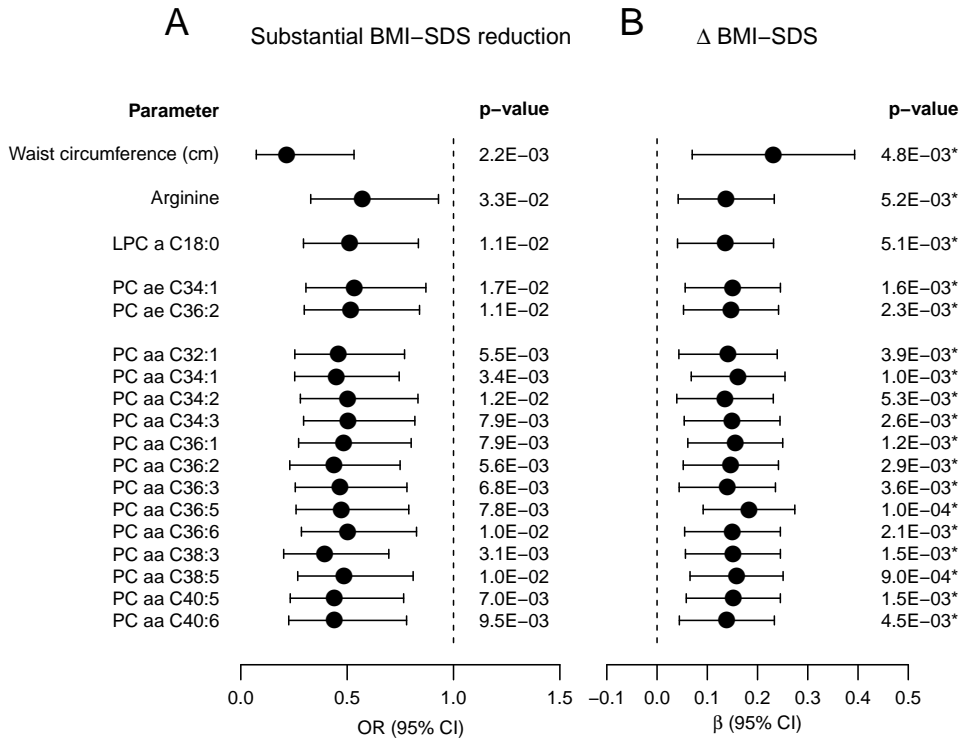 A Substantial BMI−SDS reduction B Δ BMI−SDS
Parameter p−value p−value
Waist circumference (cm) 2.2E−03 4.8E−03*
Arginine 3.3E−02 5.2E−03*
LPC a C18:0 1.1E−02 5.1E−03*
PC ae C34:1 1.7E−02 1.6E−03*
PC ae C36:2 1.1E−02 2.3E−03*
PC aa C32:1 5.5E−03 3.9E−03*
PC aa C34:1 3.4E−03 1.0E−03*
PC aa C34:2 1.2E−02 5.3E−03*
PC aa C34:3 7.9E−03 2.6E−03*
PC aa C36:1 7.9E−03 1.2E−03*
PC aa C36:2 5.6E−03 2.9E−03*
PC aa C36:3 6.8E−03 3.6E−03*
PC aa C36:5 7.8E−03 1.0E−04*
PC aa C36:6 1.0E−02 2.1E−03*
PC aa C38:3 3.1E−03 1.5E−03*
PC aa C38:5 1.0E−02 9.0E−04*
PC aa C40:5 7.0E−03 1.5E−03*
PC aa C40:6 9.5E−03 4.5E−03*
0.0 0.5 1.0 1.5 −0.1 0.0 0.1 0.2 0.3 0.4 0.5
OR (95% CI) β (95% CI)